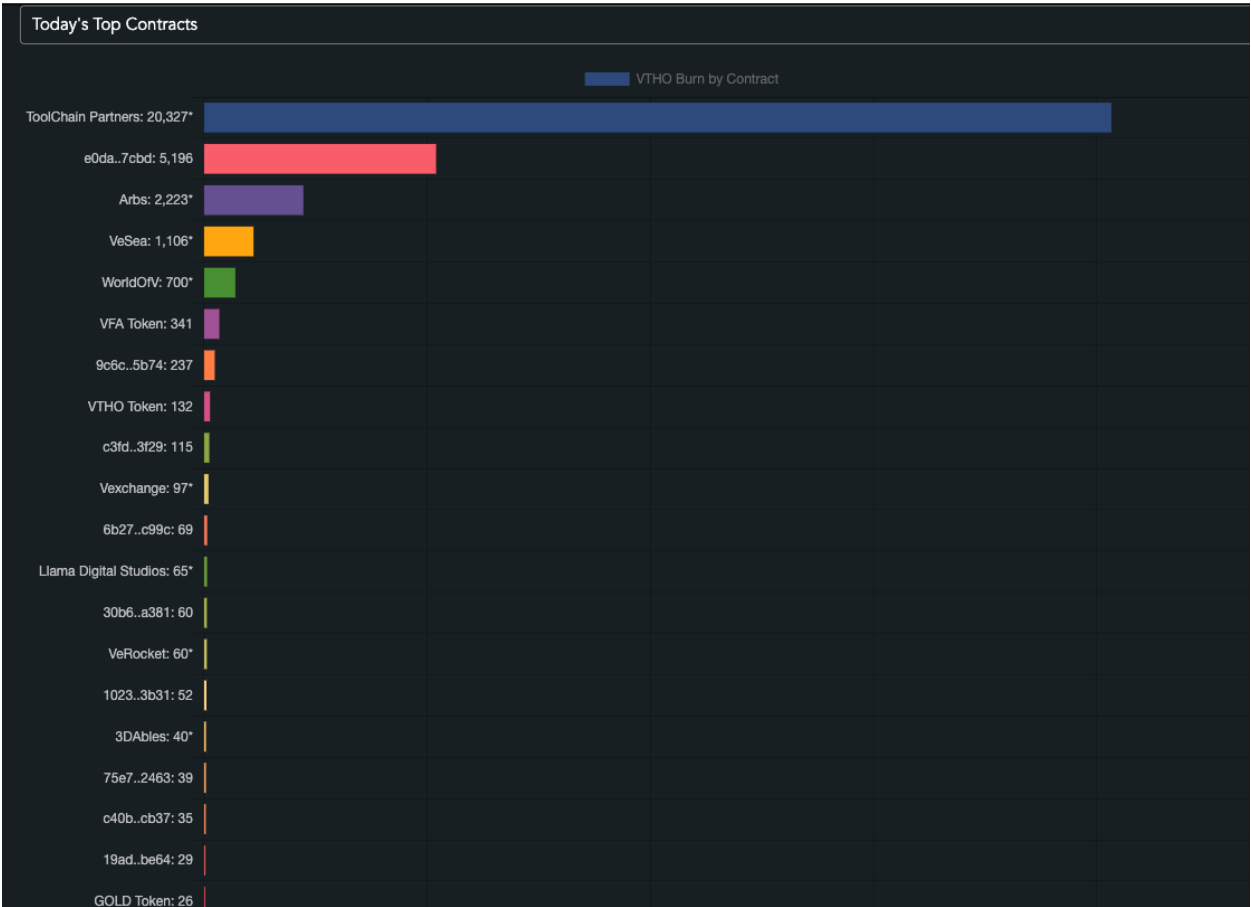 Today's Top Contracts
VTHO Burn by Contract
ToolChain Partners: 20,327*
e0da..7cbd: 5,196
Arbs: 2,223*
VeSea: 1,106*
WorldOfV: 700*
VFA Token: 341
9c6c..5b74: 237
VTHO Token: 132
c3fd..3f29: 115
Vexchange: 97*
6b27..c99c: 69
Llama Digital Studios: 65*
30b6..a381: 60
VeRocket: 60*
1023..3b31: 52
3DAbles: 40*
75e7..2463: 39
c40b..cb37: 35
19ad..be64: 29
GOLD Token: 26